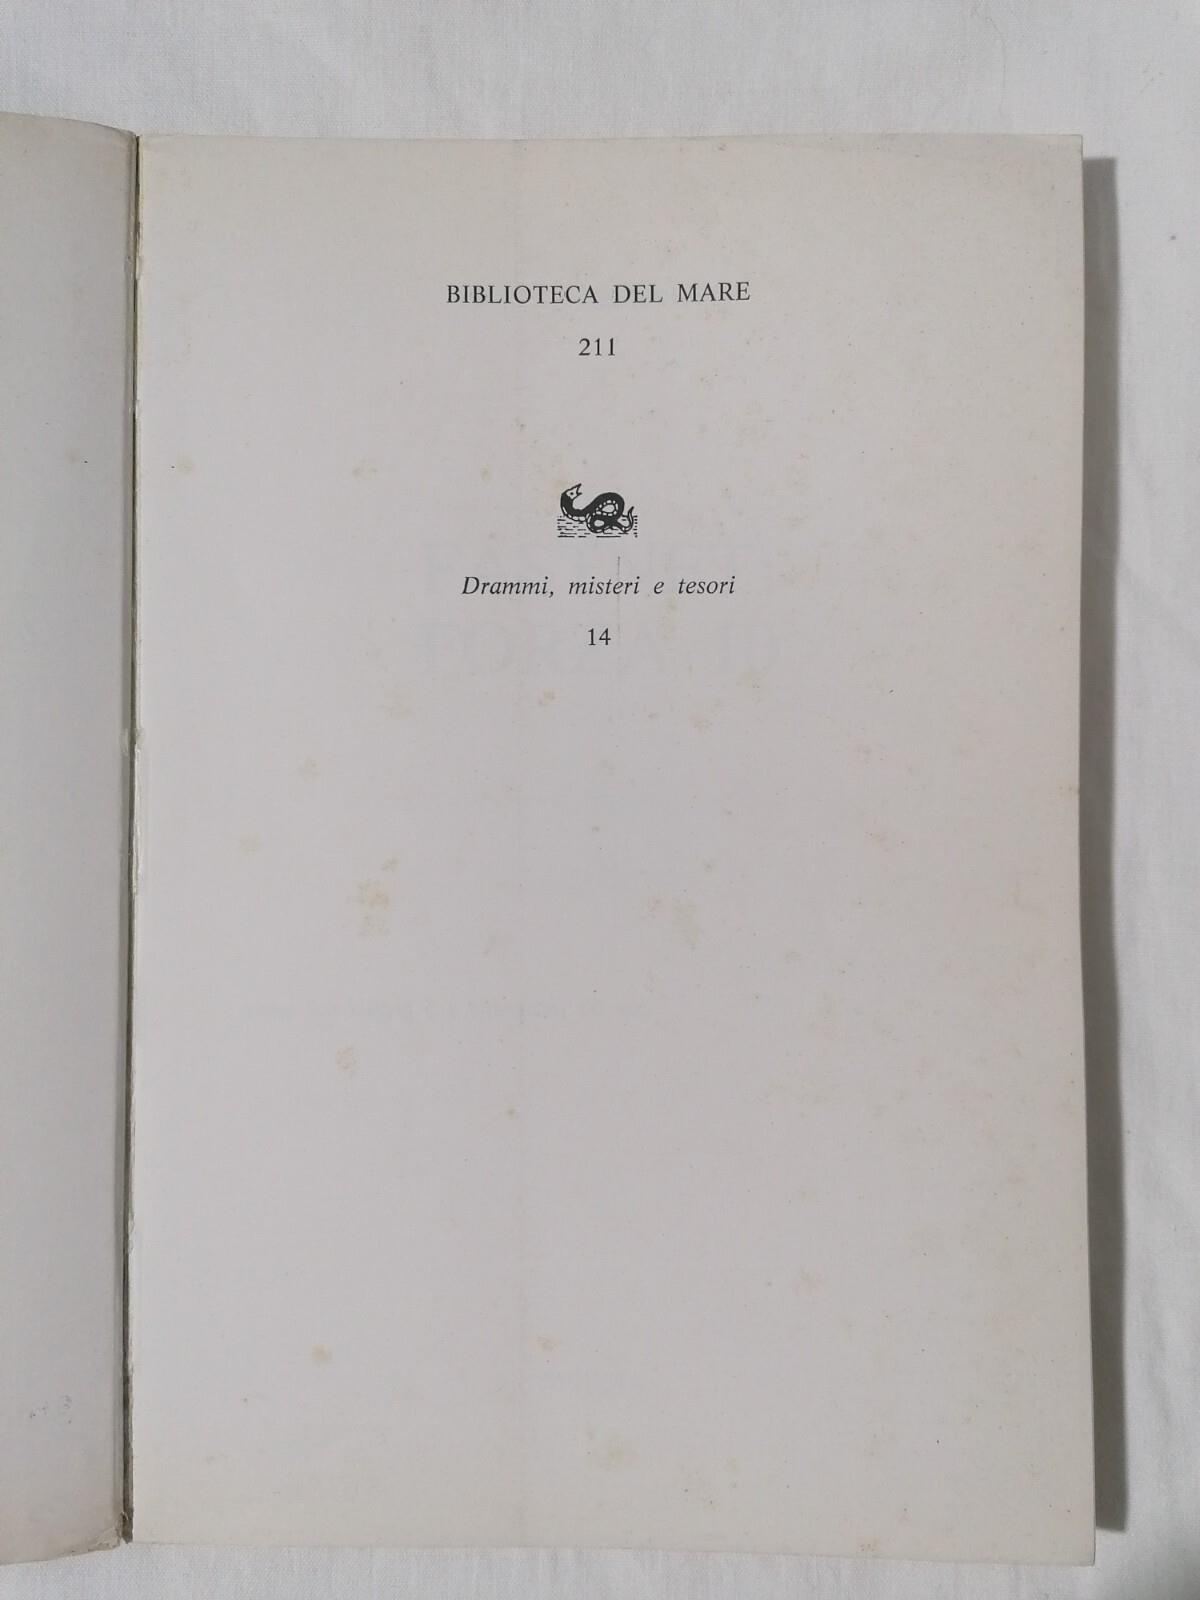 BIBLIOTECA DEL MARE
211
Drammi, misteri e tesori
14